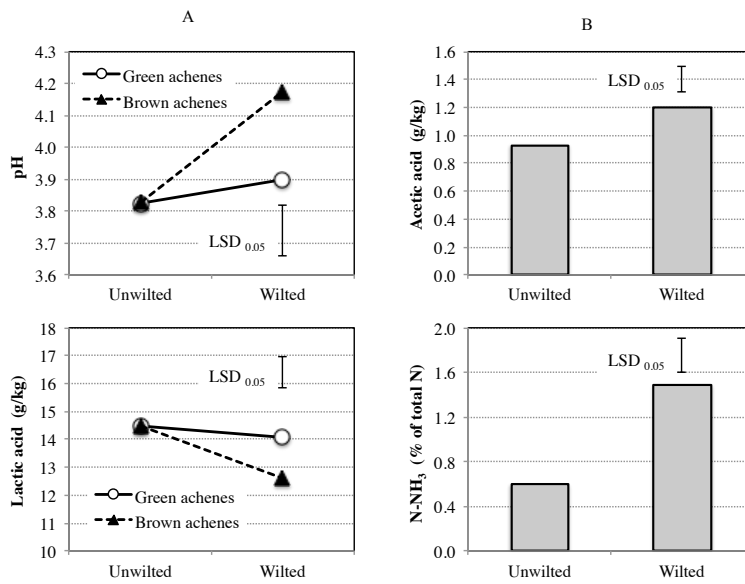 A
4.3
4.2
4.1
4.0
3.9
3.8
3.7
3.6
pH
Green achenes
Brown achenes
LSD 0.05
Unwilted
Wilted
B
1.6
1.4
1.2
1.0
0.8
0.6
0.4
0.2
0.0
Acetic acid (g/kg)
LSD 0.05
Unwilted
Wilted
18
17
16
15
14
13
12
11
10
Lactic acid (g/kg)
LSD 0.05
Green achenes
Brown achenes
Unwilted
Wilted
2.0
1.6
1.2
0.8
0.4
0.0
N-NH3 (% of total N)
LSD 0.05
Unwilted
Wilted